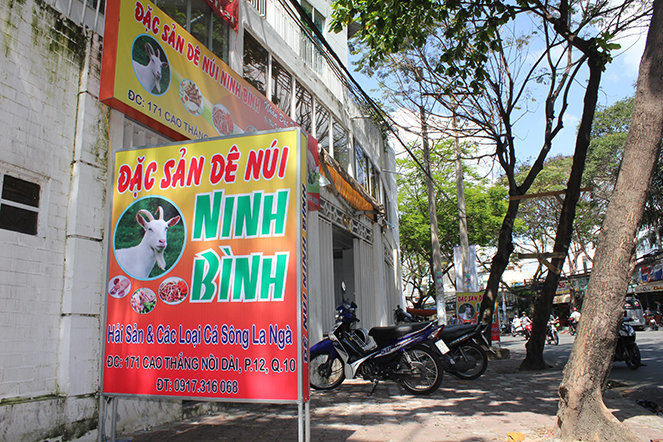 ĐẶC SẢN DÊ NÚI NINH BÌNH
ĐC: 171 CAO THẮNG
ĐẶC SẢN DÊ NÚI
NINH
BÌNH
Hải Sản & Các Loại Cá Sông La Ngà
ĐC: 171 CAO THẮNG NỐI DÀI, P.12, Q.10
ĐT: 0917.316 068